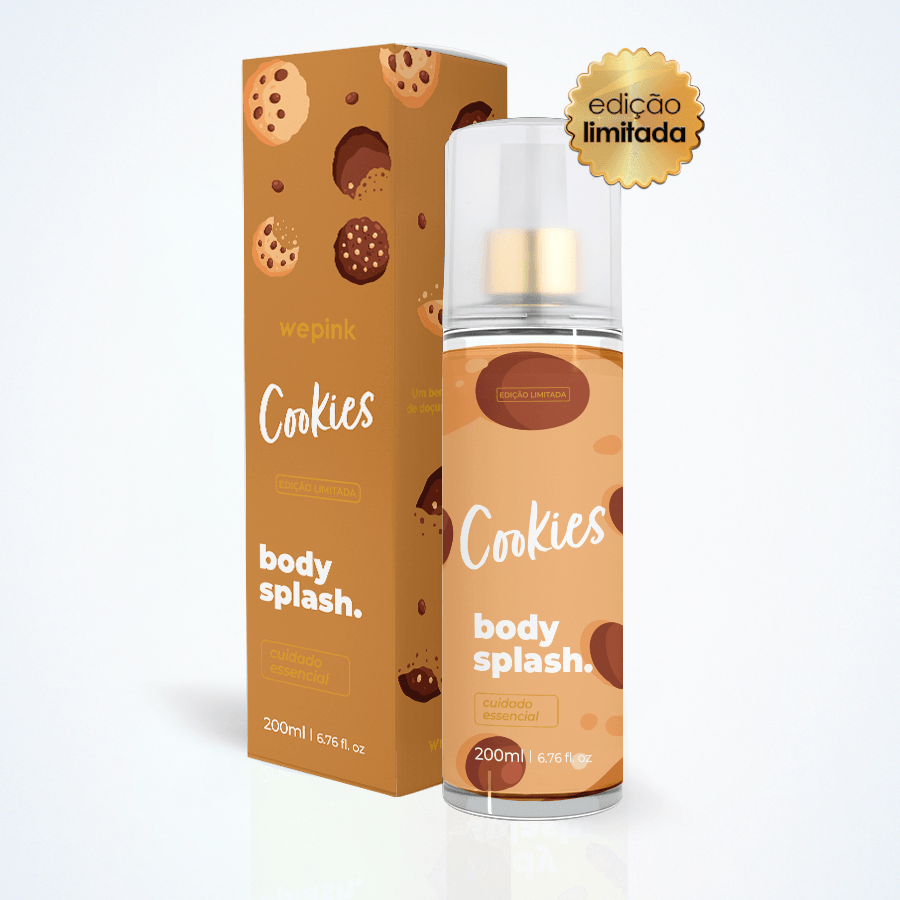 edição
limitada
wepink
Cookies
EDIÇÃO LIMITADA
body
splash.
cuidado
essencial
200ml | 6.76 fl. oz
Um
EDIÇÃO LIMITADA
Cookies
body
splash.
cuidado
essencial
200ml | 6.76 fl. oz